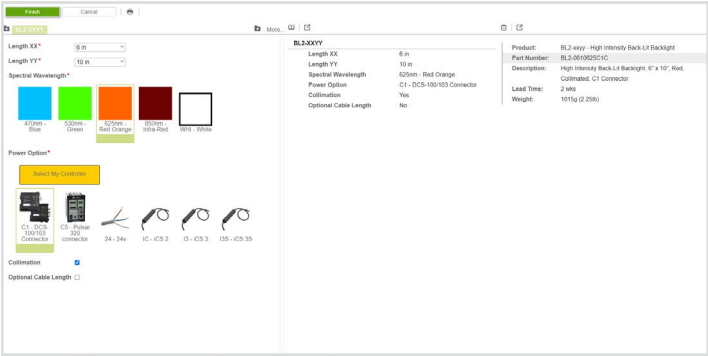 Finish
Cancel
BL2-XXYY
More...
Length XX*
6 in
Length YY*
10 in
Spectral Wavelength*
470nm - Blue
530nm - Green
625nm - Red Orange
850nm - Infra-Red
WHI - White
Power Option*
Select My Controller
C1 - DCS-100/103 Connector
C5 - Pulsar 320 connector
24 - 24v
IC - iCS 2
I3 - iCS 3
I3S - iCS 3S
Collimation
Optional Cable Length
BL2-XXYY
Length XX 6 in
Length YY 10 in
Spectral Wavelength 625nm - Red Orange
Power Option C1 - DCS-100/103 Connector
Collimation Yes
Optional Cable Length No
Product: BL2-xxyy - High Intensity Back-Lit Backlight
Part Number: BL2-0610625C1C
Description: High Intensity Back-Lit Backlight, 6" x 10", Red,
Collimated, C1 Connector
Lead Time: 2 wks
Weight: 1015g (2.25lb)